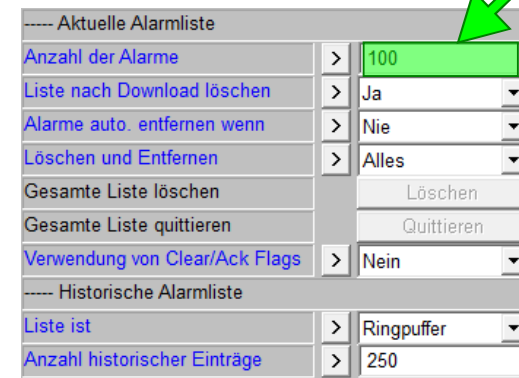 ----- Aktuelle Alarmliste
Anzahl der Alarme > 100
Liste nach Download löschen > Ja
Alarme auto. entfernen wenn > Nie
Löschen und Entfernen > Alles
Gesamte Liste löschen Löschen
Gesamte Liste quittieren Quittieren
Verwendung von Clear/Ack Flags > Nein
----- Historische Alarmliste
Liste ist > Ringpuffer
Anzahl historischer Einträge > 250